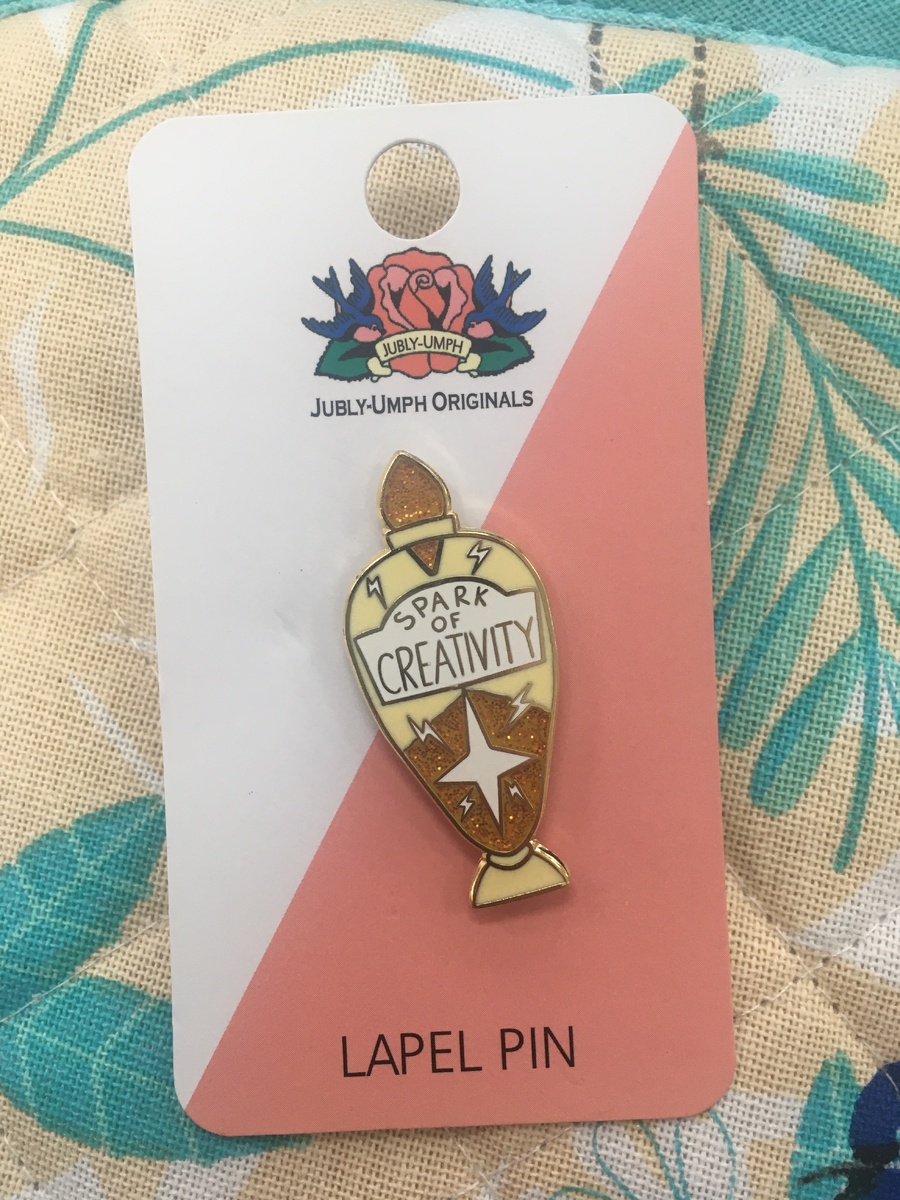 JUBLY-UMPH
JUBLY-UMPH ORIGINALS
SPARK
OF
CREATIVITY
LAPEL PIN